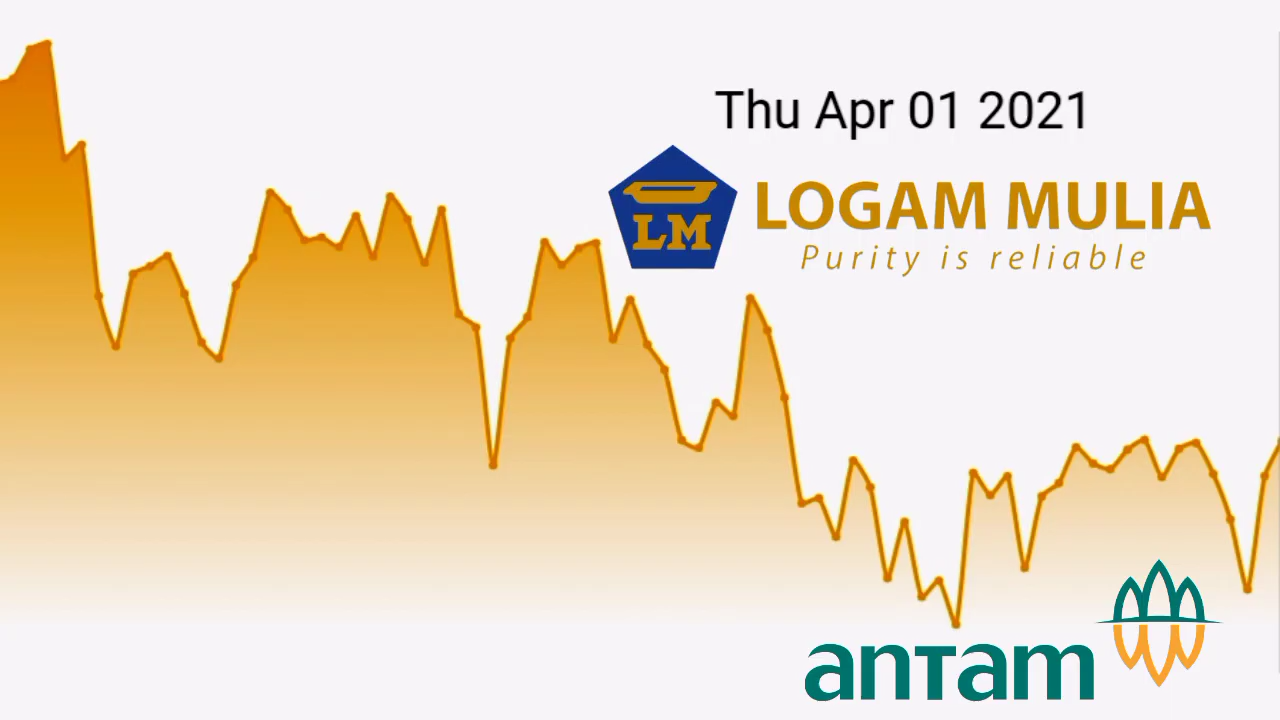 Thu Apr 01 2021
LM
LOGAM MULIA
Purity is reliable
antam